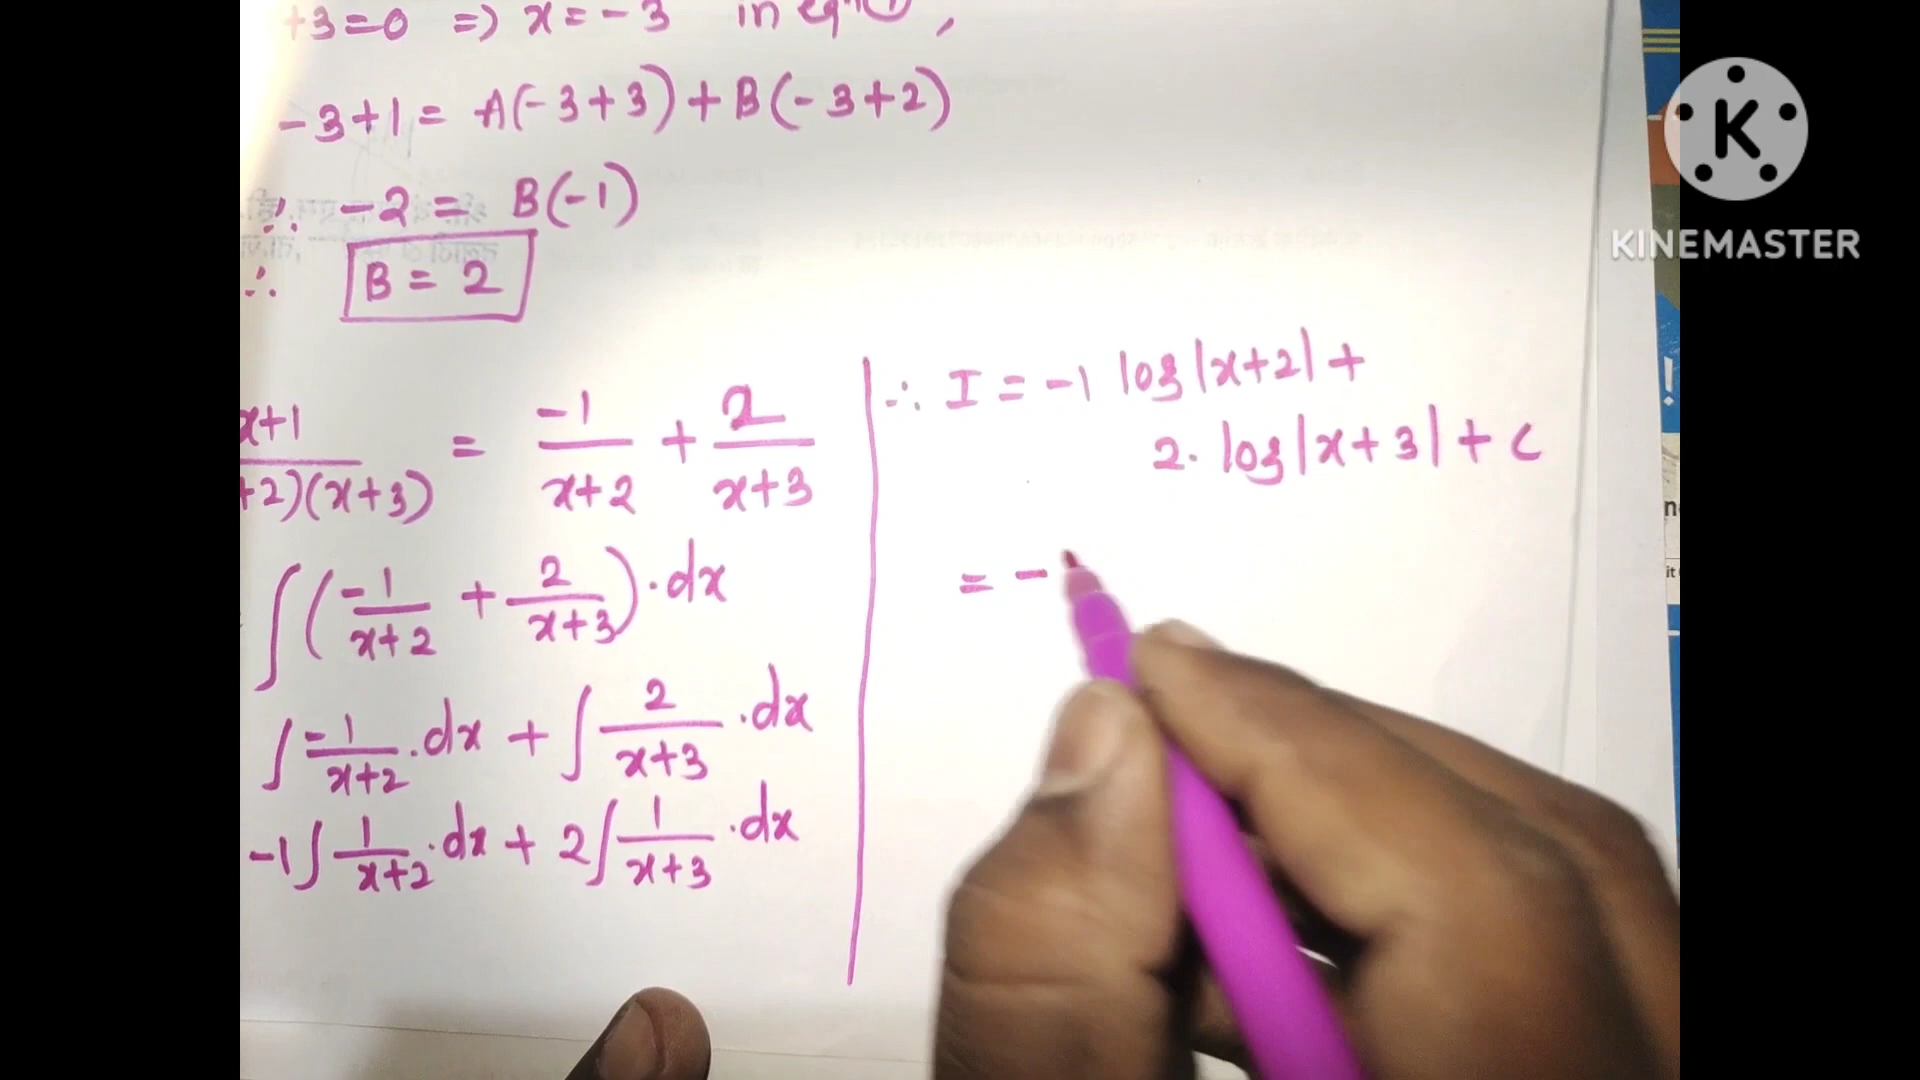 +3=0 => x = -3 in eqn ①,
-3+1 = A(-3+3) + B(-3+2)
∴ -2 = B(-1)
∴ B = 2
x+1/+2)(x+3) = -1/x+2 + 2/x+3
∫(-1/x+2 + 2/x+3).dx
∫-1/x+2 .dx + ∫2/x+3 .dx
-1∫1/x+2 .dx + 2∫1/x+3 .dx
∴ I = -1 log|x+2| +
2. log|x+3| + c
= -
K
KINEMASTER